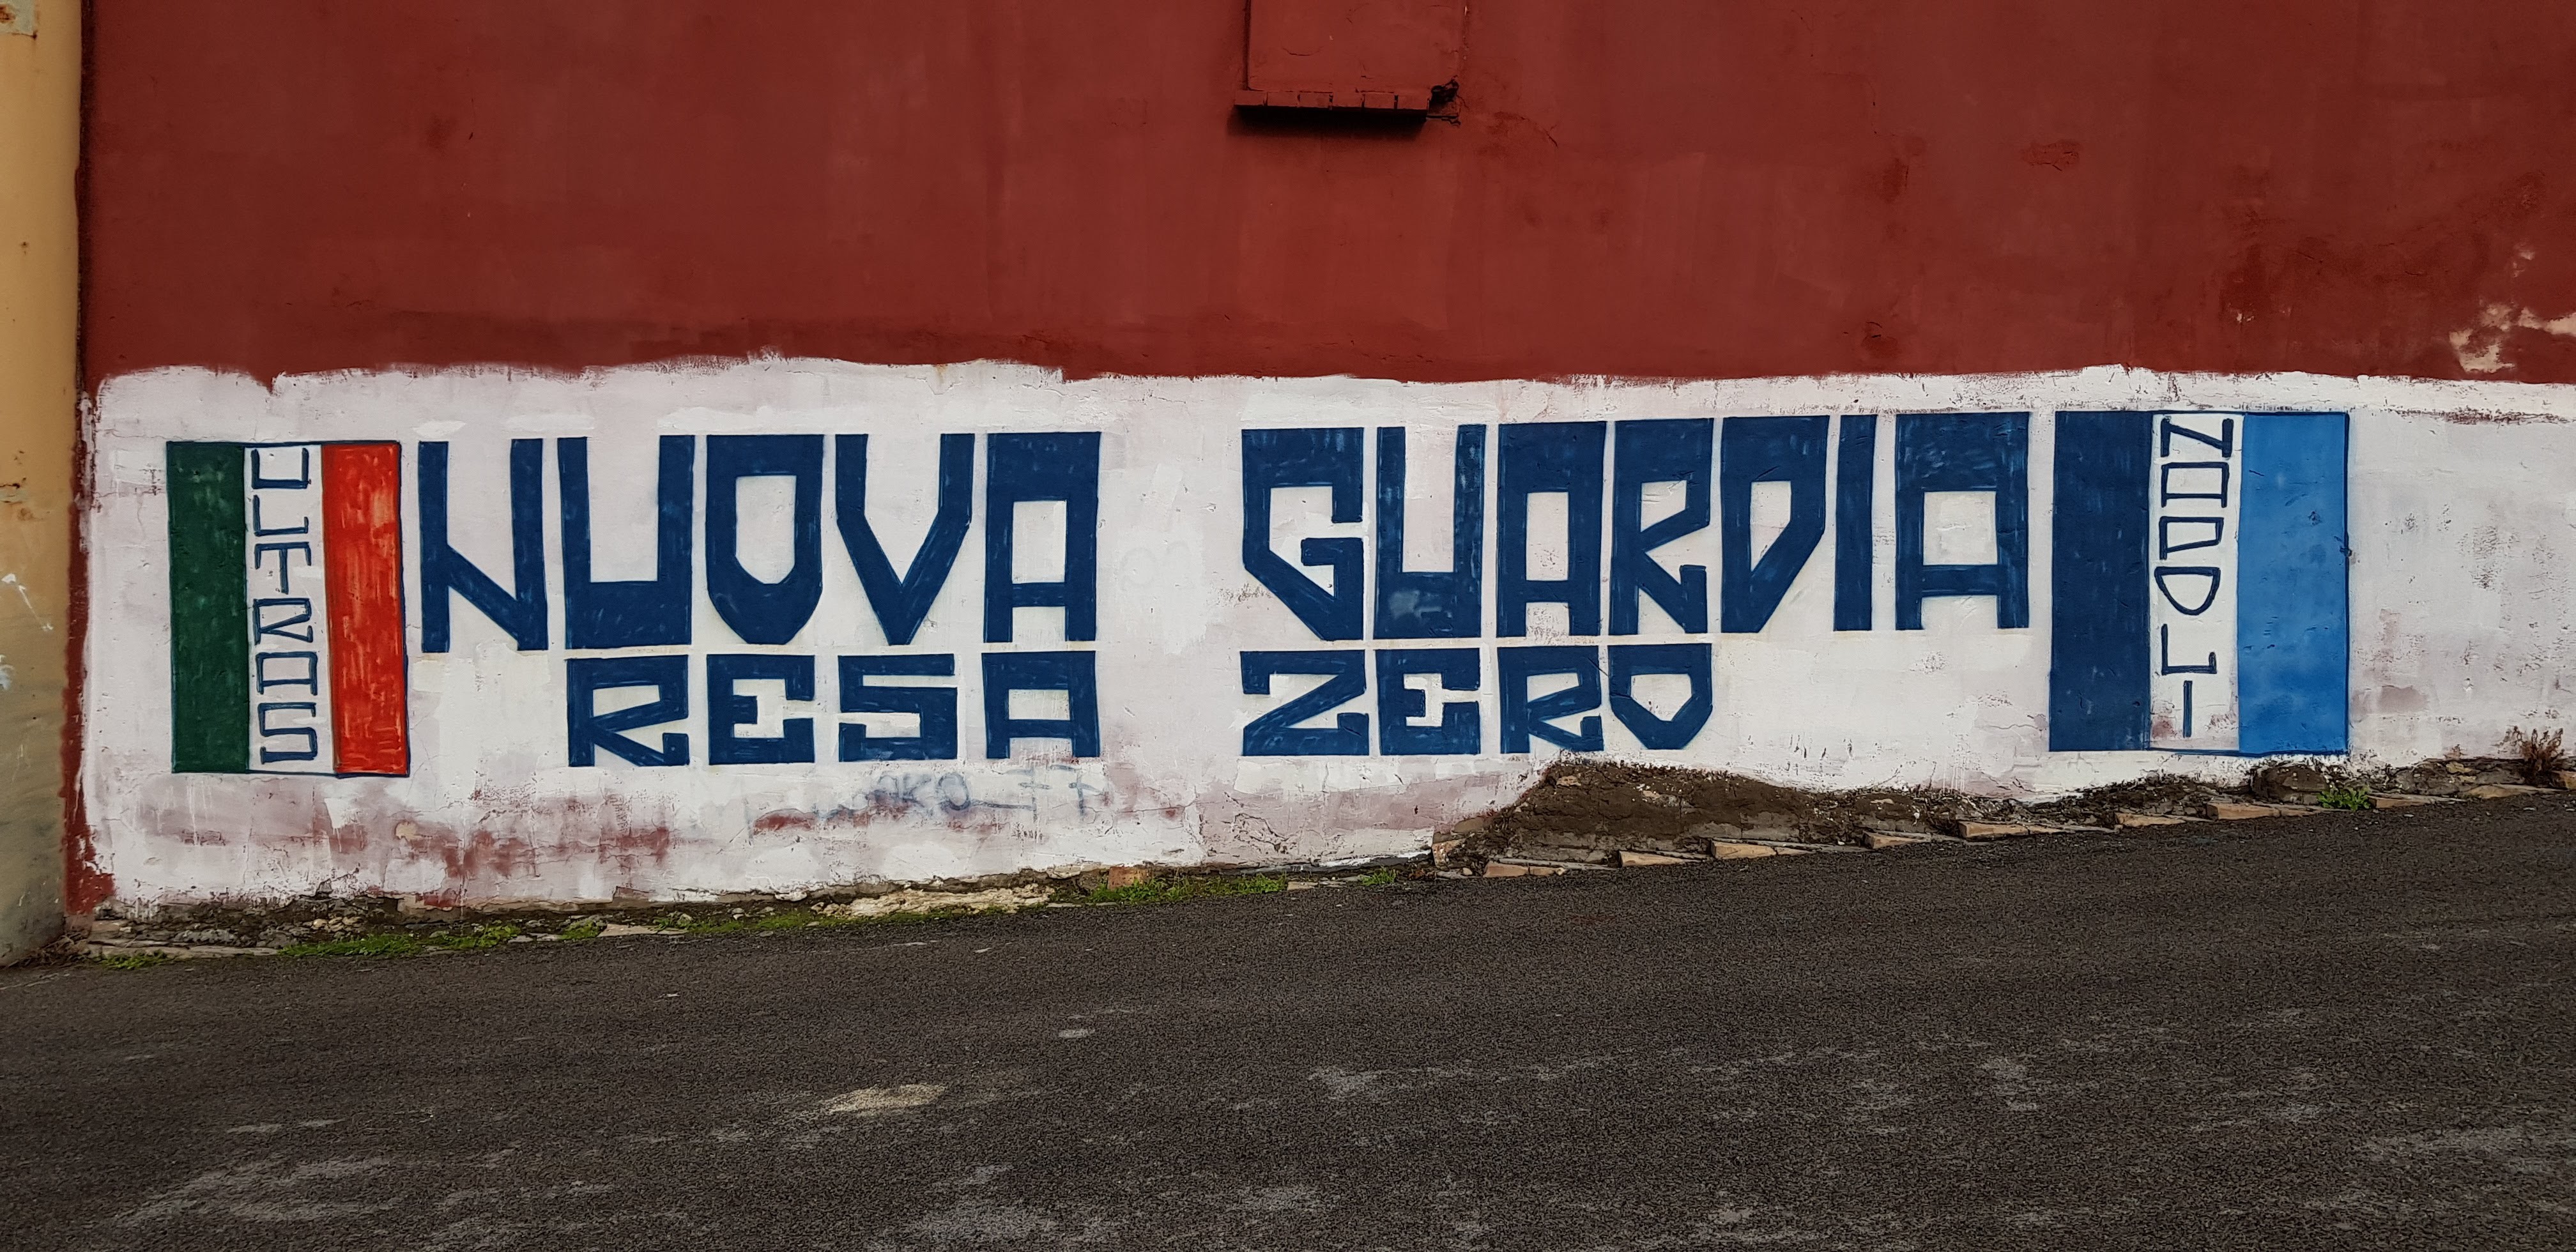 ULTRAS
NUOVA GUARDIA
RESA ZERO
NAPOLI